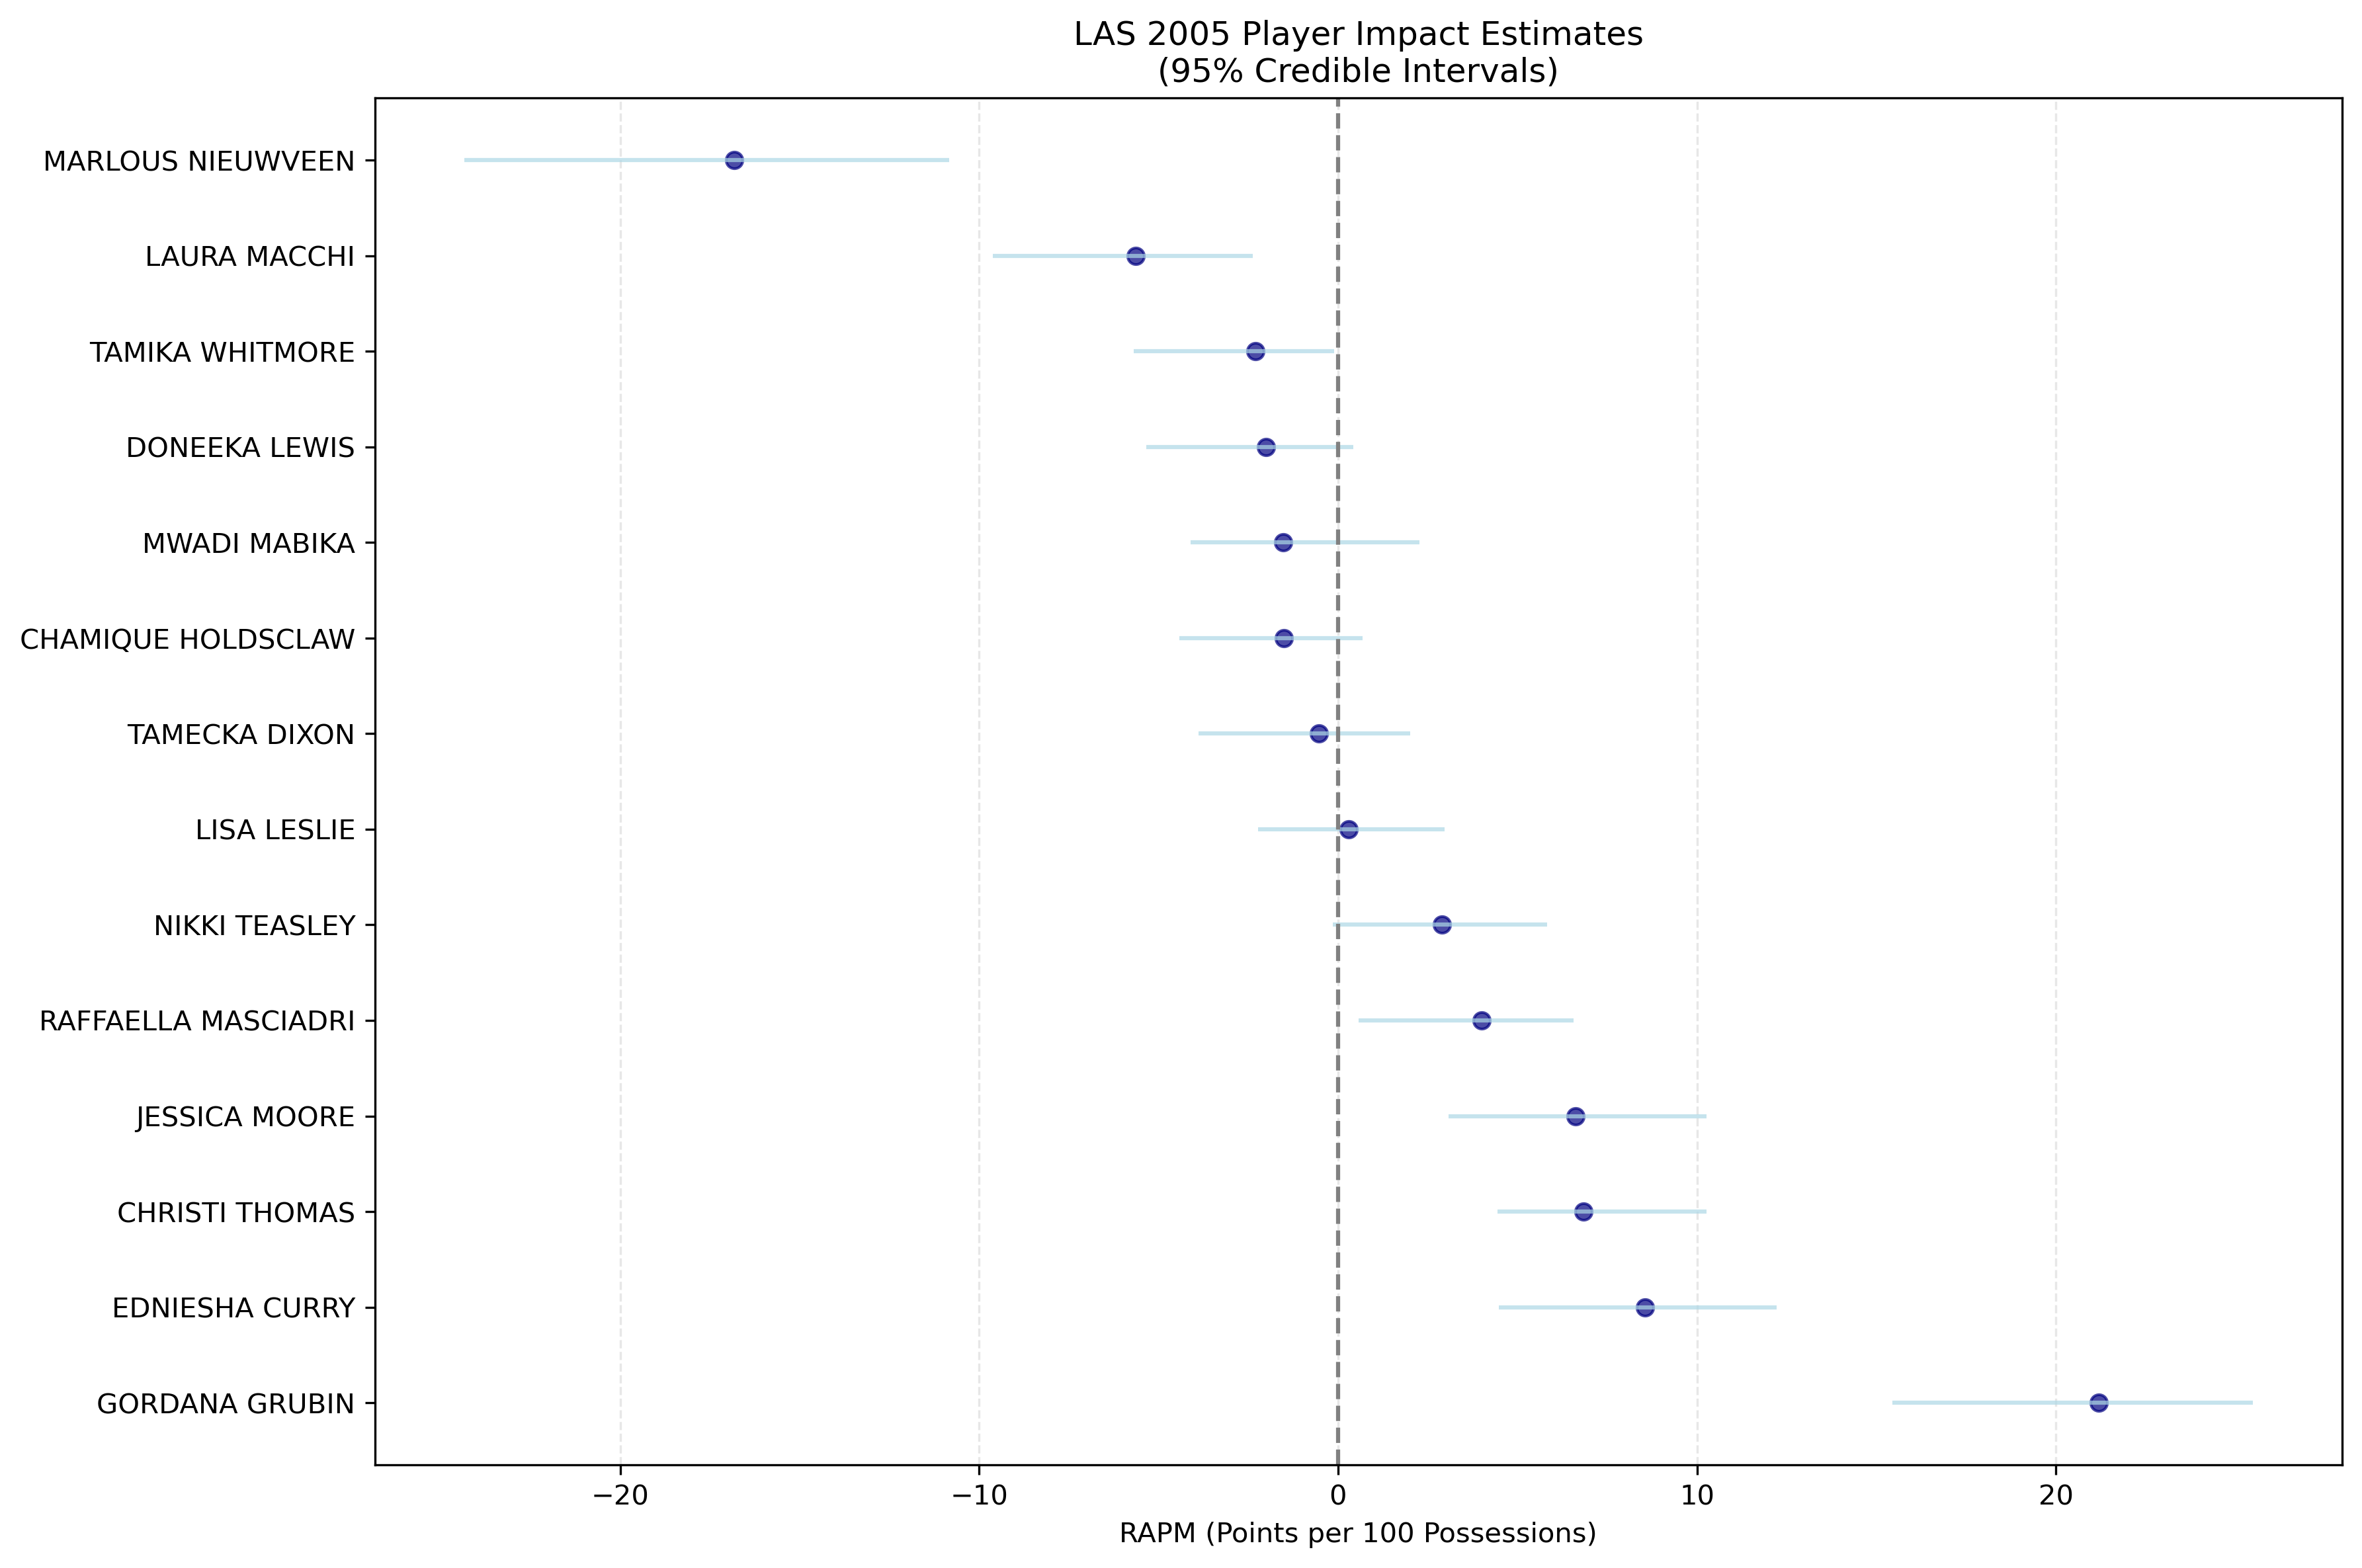 LAS 2005 Player Impact Estimates
(95% Credible Intervals)
MARLOUS NIEUWVEEN
LAURA MACCHI
TAMIKA WHITMORE
DONEEKA LEWIS
MWADI MABIKA
CHAMIQUE HOLDSCLAW
TAMECKA DIXON
LISA LESLIE
NIKKI TEASLEY
RAFFAELLA MASCIADRI
JESSICA MOORE
CHRISTI THOMAS
EDNIESHA CURRY
GORDANA GRUBIN
−20 −10 0 10 20
RAPM (Points per 100 Possessions)